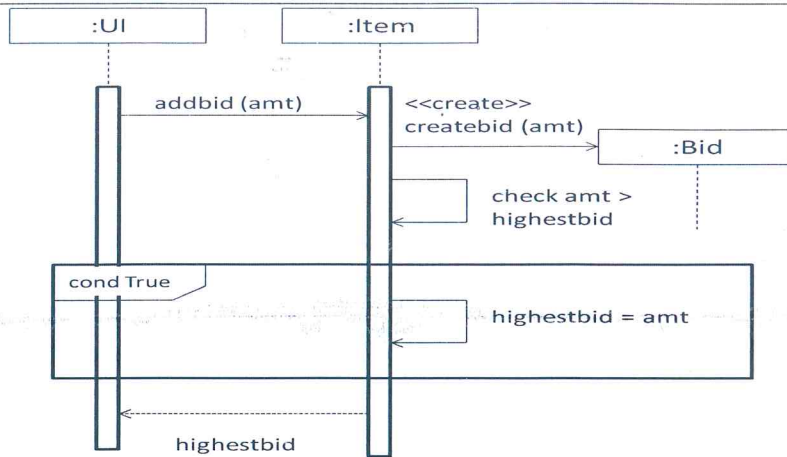 :UI
:Item
addbid (amt)
<<create>>
createbid (amt)
:Bid
check amt >
highestbid
cond True
highestbid = amt
highestbid